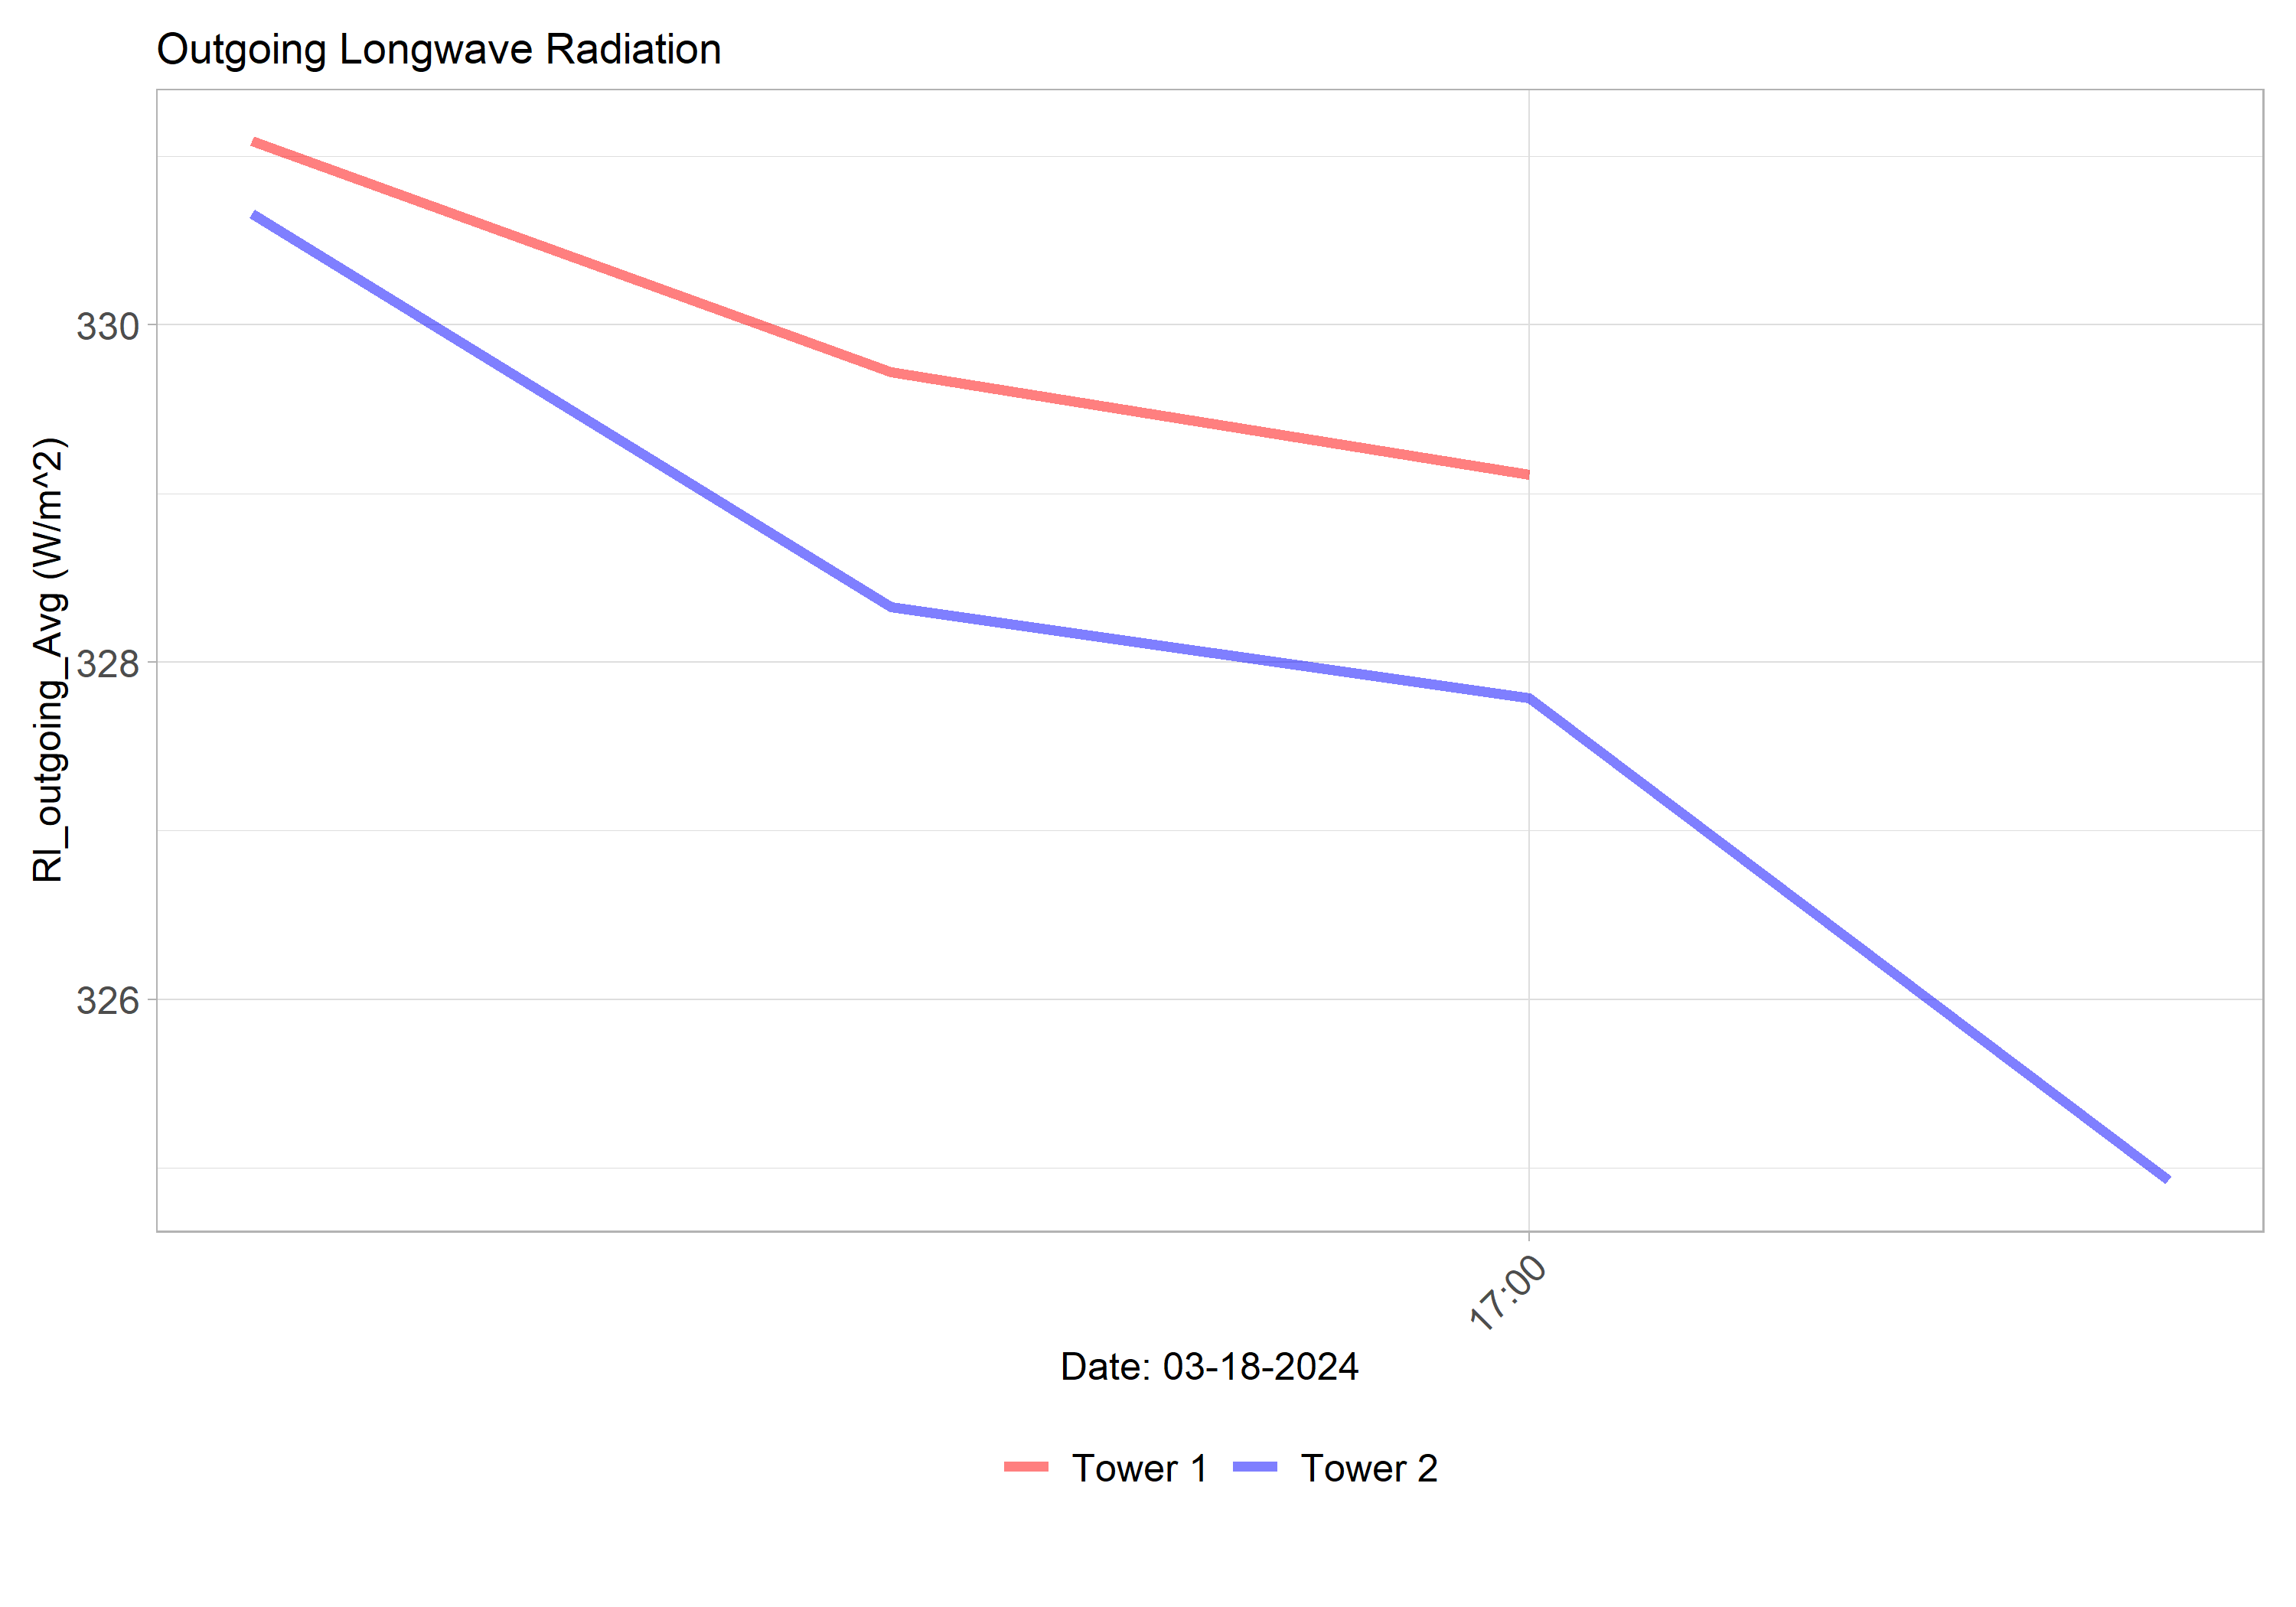 Outgoing Longwave Radiation
Rl_outgoing_Avg (W/m^2)
330
328
326
17:00
Date: 03-18-2024
Tower 1 Tower 2